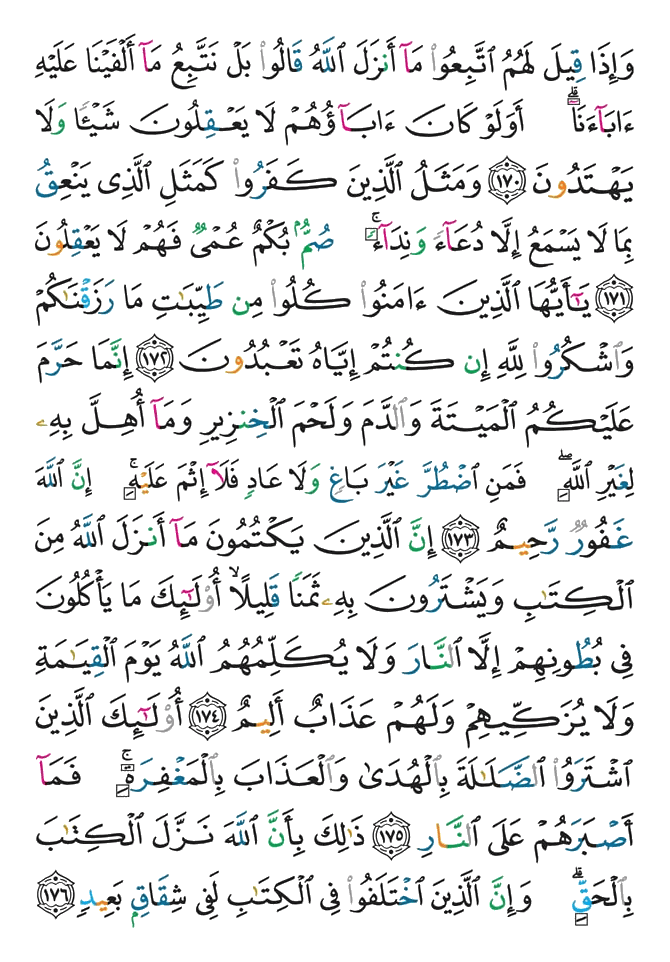 وَإِذَا قِيلَ لَهُمُ ٱتَّبِعُوا۟ مَآ أَنزَلَ ٱللَّهُ قَالُوا۟ بَلْ نَتَّبِعُ مَآ أَلْفَيْنَا عَلَيْهِ
ءَابَآءَنَآ ۗ أَوَلَوْ كَانَ ءَابَآؤُهُمْ لَا يَعْقِلُونَ شَيْـًٔا وَلَا
يَهْتَدُونَ ١٧٠ وَمَثَلُ ٱلَّذِينَ كَفَرُوا۟ كَمَثَلِ ٱلَّذِى يَنْعِقُ
بِمَا لَا يَسْمَعُ إِلَّا دُعَآءً وَنِدَآءً ۚ صُمٌّۢ بُكْمٌ عُمْىٌ فَهُمْ لَا يَعْقِلُونَ
١٧١ يَـٰٓأَيُّهَا ٱلَّذِينَ ءَامَنُوا۟ كُلُوا۟ مِن طَيِّبَـٰتِ مَا رَزَقْنَـٰكُمْ
وَٱشْكُرُوا۟ لِلَّهِ إِن كُنتُمْ إِيَّاهُ تَعْبُدُونَ ١٧٢ إِنَّمَا حَرَّمَ
عَلَيْكُمُ ٱلْمَيْتَةَ وَٱلدَّمَ وَلَحْمَ ٱلْخِنزِيرِ وَمَآ أُهِلَّ بِهِۦ
لِغَيْرِ ٱللَّهِ ۖ فَمَنِ ٱضْطُرَّ غَيْرَ بَاغٍ وَلَا عَادٍ فَلَآ إِثْمَ عَلَيْهِ ۚ إِنَّ ٱللَّهَ
غَفُورٌ رَّحِيمٌ ١٧٣ إِنَّ ٱلَّذِينَ يَكْتُمُونَ مَآ أَنزَلَ ٱللَّهُ مِنَ
ٱلْكِتَـٰبِ وَيَشْتَرُونَ بِهِۦ ثَمَنًا قَلِيلًا ۙ أُو۟لَـٰٓئِكَ مَا يَأْكُلُونَ
فِى بُطُونِهِمْ إِلَّا ٱلنَّارَ وَلَا يُكَلِّمُهُمُ ٱللَّهُ يَوْمَ ٱلْقِيَـٰمَةِ
وَلَا يُزَكِّيهِمْ وَلَهُمْ عَذَابٌ أَلِيمٌ ١٧٤ أُو۟لَـٰٓئِكَ ٱلَّذِينَ
ٱشْتَرَوُا۟ ٱلضَّلَـٰلَةَ بِٱلْهُدَىٰ وَٱلْعَذَابَ بِٱلْمَغْفِرَةِ ۚ فَمَآ
أَصْبَرَهُمْ عَلَى ٱلنَّارِ ١٧٥ ذَٰلِكَ بِأَنَّ ٱللَّهَ نَزَّلَ ٱلْكِتَـٰبَ
بِٱلْحَقِّ ۗ وَإِنَّ ٱلَّذِينَ ٱخْتَلَفُوا۟ فِى ٱلْكِتَـٰبِ لَفِى شِقَاقٍۭ بَعِيدٍ ١٧٦